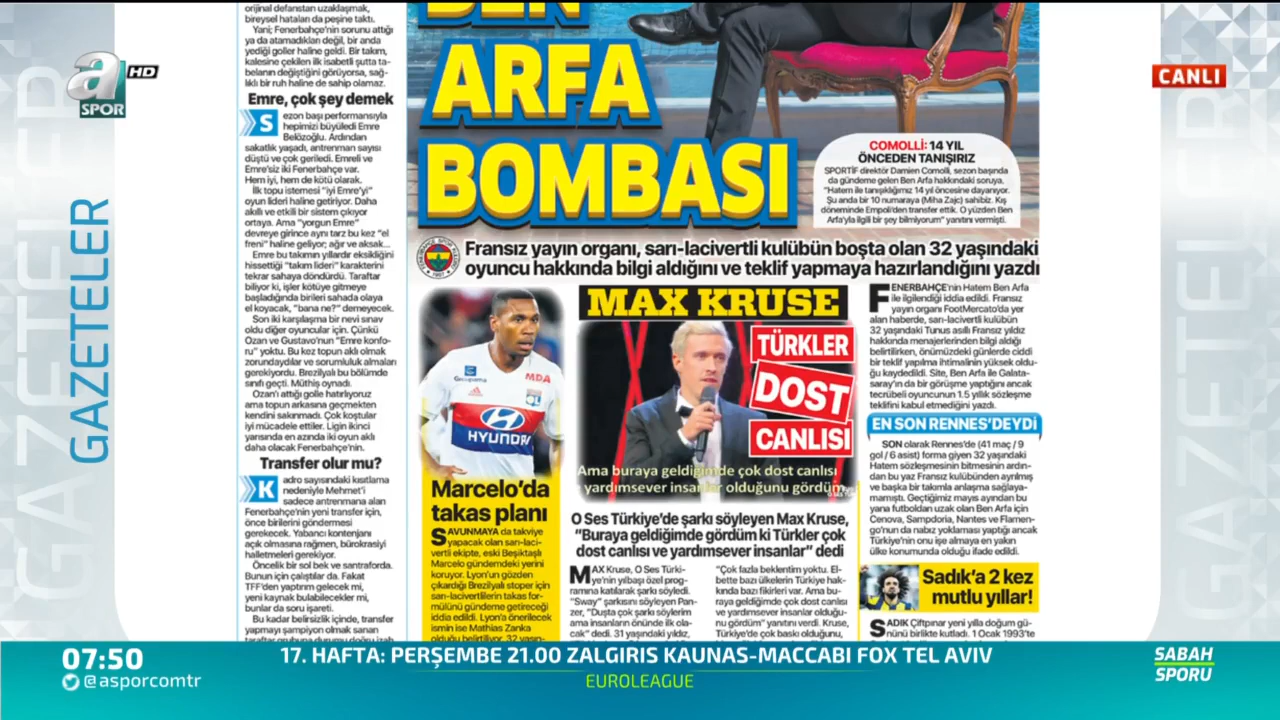 a
SPOR
HD
CANLI
GAZETELER
orijinal defanstan uzaklaşmak,
bireysel hataları da peşine taktı.
Yani; Fenerbahçe'nin sorunu attığı
ya da atamadıkları değil, bir anda
yediği goller haline geldi. Bir takım,
kalesine çekilen ilk isabetli şutta ta-
belanın değiştiğini görüyorsa, sağ-
lıklı bir ruh haline de sahip olamaz.
Emre, çok şey demek
Sezon başı performansıyla
hepimizi büyüledi Emre
Belözoğlu. Ardından
sakatlık yaşadı, antrenman sayısı
düştü ve çok geriledi. Emreli ve
Emre'siz iki Fenerbahçe var.
Hem iyi, hem de kötü olarak.
İlk topu istemesi "iyi Emre'yi"
oyun lideri haline getiriyor. Daha
akıllı ve etkili bir sistem çıkıyor
ortaya. Ama "yorgun Emre"
devreye girince aynı tarz bu kez "el
freni" haline geliyor; ağır ve aksak...
Emre bu takımın yıllardır eksikliğini
hissettiği "takım lideri" karakterini
tekrar sahaya döndürdü. Taraftar
biliyor ki, işler kötüye gitmeye
başladığında birileri sahada olaya
el koyacak, "bana ne?" demeyecek.
Son iki karşılaşma bir nevi sınav
oldu diğer oyuncular için. Çünkü
Ozan ve Gustavo'nun "Emre konfo-
ru" yoktu. Bu kez topun aklı olmak
zorundaydılar ve sorumluluk almaları
gerekiyordu. Brezilyalı bu bölümde
sınıfı geçti. Müthiş oynadı.
Ozan'ı attığı golle hatırlıyoruz
ama topun arkasına geçmekten
kendini sakınmadı. Çok koştular
iyi mücadele ettiler. Ligin ikinci
yarısında en azında iki oyun aklı
daha olacak Fenerbahçe'nin.
Transfer olur mu?
Kadro sayısındaki kısıtlama
nedeniyle Mehmet'i
sadece antrenmana alan
Fenerbahçe'nin yeni transfer için,
önce birilerini göndermesi
gerekecek. Yabancı kontenjanı
açık olmasına rağmen, bürokrasiyi
halletmeleri gerekiyor.
Öncelik bir sol bek ve santraforda.
Bunun için çalıştılar da. Fakat
TFF'den yaptırım gelecek mi,
yeni kaynak bulabilecekler mi,
bunlar da soru işareti.
Bu kadar belirsizlik içinde, transfer
yapmayı şampiyon olmak sanan
BEN
ARFA
BOMBASI
COMOLLI: 14 YIL
ÖNCEDEN TANIŞIRIZ
SPORTİF direktör Damien Comolli, sezon başında
da gündeme gelen Ben Arfa hakkındaki soruya,
"Hatem ile tanışıklığımız 14 yıl öncesine dayanıyor.
Şu anda bir 10 numaraya (Miha Zajc) sahibiz. Kış
döneminde Empoli'den transfer ettik. O yüzden Ben
Arfa'yla ilgili bir şey bilmiyorum" yanıtını vermişti.
Fransız yayın organı, sarı-lacivertli kulübün boşta olan 32 yaşındaki
oyuncu hakkında bilgi aldığını ve teklif yapmaya hazırlandığını yazdı
Groupama
MDA
OL
HYUNDAI
Marcelo'da
takas planı
SAVUNMAYA da takviye
yapacak olan sarı-laci-
vertli ekipte, eski Beşiktaşlı
Marcelo gündemdeki yerini
koruyor. Lyon'un gözden
çıkardığı Brezilyalı stoper için
sarı-lacivertlilerin takas for-
mülünü gündeme getireceği
iddia edildi. Lyon'a önerilecek
ismin ise Mathias Zanka
olduğu belirtiliyor. 32 yaşın-
MAX KRUSE
TÜRKLER
DOST
CANLISI
Ama buraya geldiğimde çok dost canlısı
yardımsever insanlar olduğunu gördüm
O Ses Türkiye'de şarkı söyleyen Max Kruse,
"Buraya geldiğimde gördüm ki Türkler çok
dost canlısı ve yardımsever insanlar" dedi
MAX Kruse, O Ses Türki-
ye'nin yılbaşı özel prog-
ramına katılarak şarkı söyledi.
"Sway" şarkısını söyleyen Pan-
zer, "Duşta çok şarkı söylerim
ama insanların önünde ilk ola-
cak" dedi. 31 yaşındaki yıldız,
"Çok fazla beklentim yoktu. El-
bette bazı ülkelerin Türkiye hak-
kında bazı fikirleri var. Ama bu-
raya geldiğimde çok dost canlısı
ve yardımsever insanlar olduğu-
nu gördüm" yanıtını verdi. Kruse,
Türkiye'de çok baskı olduğunu,
FENERBAHÇE'nin Hatem Ben Arfa
ile ilgilendiği iddia edildi. Fransız
yayın organı FootMercato'da yer
alan haberde, sarı-lacivertli kulübün
32 yaşındaki Tunus asıllı Fransız yıldız
hakkında menajerlerinden bilgi aldığı
belirtilirken, önümüzdeki günlerde ciddi
bir teklif yapılma ihtimalinin yüksek oldu-
ğu kaydedildi. Site, Ben Arfa ile Galata-
saray'ın da bir görüşme yaptığını ancak
tecrübeli oyuncunun 1.5 yıllık sözleşme
teklifini kabul etmediğini yazdı.
EN SON RENNES'DEYDİ
SON olarak Rennes'de (41 maç / 9
gol / 6 asist) forma giyen 32 yaşındaki
Hatem sözleşmesinin bitmesinin ardın-
dan bu yaz Fransız kulübünden ayrılmış
ve başka bir takımla anlaşma sağlaya-
mamıştı. Geçtiğimiz mayıs ayından bu
yana futboldan uzak olan Ben Arfa için
Cenova, Sampdoria, Nantes ve Flamen-
go'nun da nabız yoklaması yaptığı ancak
Türkiye'nin onu işe almaya en yakın
ülke konumunda olduğu ifade edildi.
Sadık'a 2 kez
mutlu yıllar!
SADIK Çiftpınar yeni yılla doğum gü-
nünü birlikte kutladı. 1 Ocak 1993'te
07:50
@asporcomtr
17. HAFTA: PERŞEMBE 21.00 ZALGIRIS KAUNAS-MACCABI FOX TEL AVIV
EUROLEAGUE
SABAH
SPORU